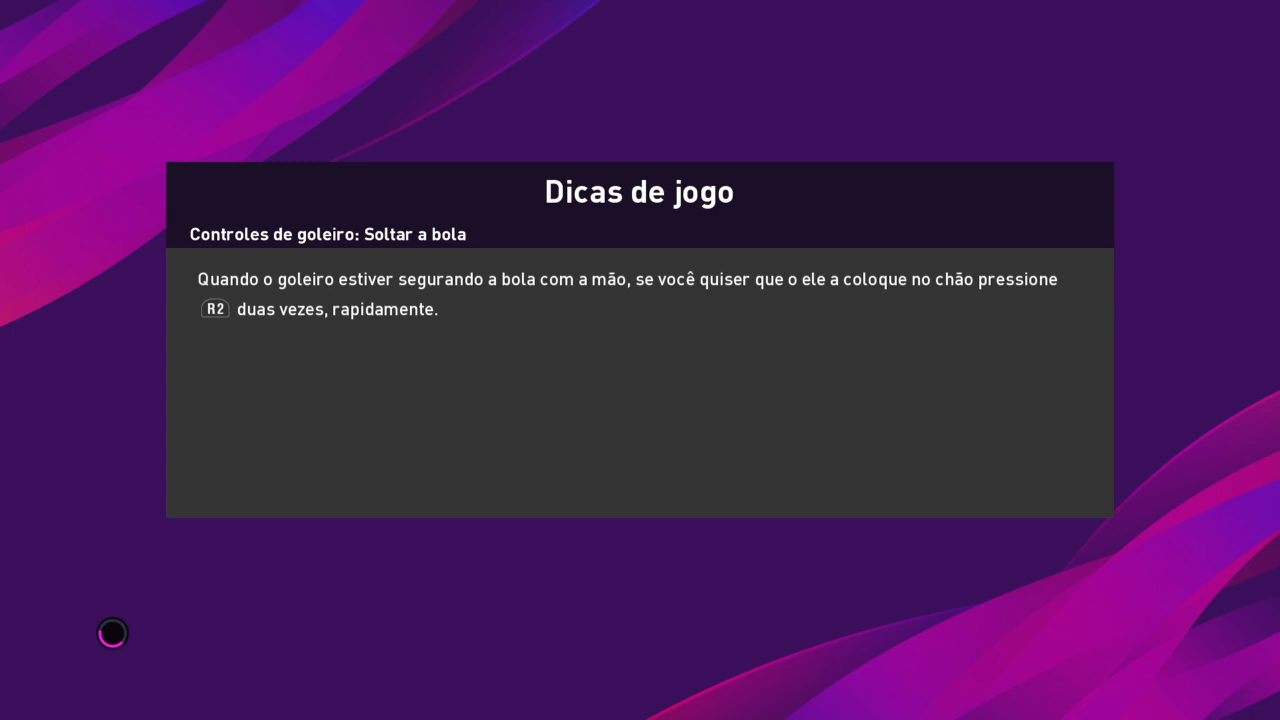 Dicas de jogo
Controles de goleiro: Soltar a bola
Quando o goleiro estiver segurando a bola com a mão, se você quiser que o ele a coloque no chão pressione
R2 duas vezes, rapidamente.